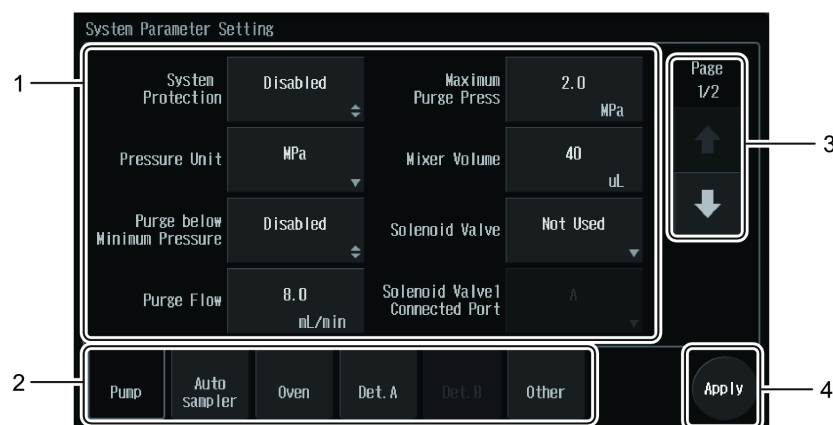 System Parameter Setting
1
System
Protection
Disabled
Maximum
Purge Press
2.0
MPa
Pressure Unit
MPa
Mixer Volume
40
uL
Purge below
Minimum Pressure
Disabled
Solenoid Valve
Not Used
Purge Flow
8.0
mL/min
Solenoid Valve1
Connected Port
A
Page
1/2
3
2
Pump
Auto
sampler
Oven
Det.A
Det.B
Other
Apply
4